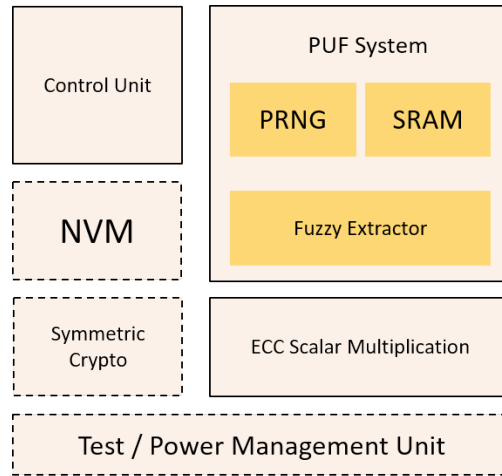 Control Unit
PUF System
PRNG
SRAM
Fuzzy Extractor
NVM
Symmetric
Crypto
ECC Scalar Multiplication
Test / Power Management Unit